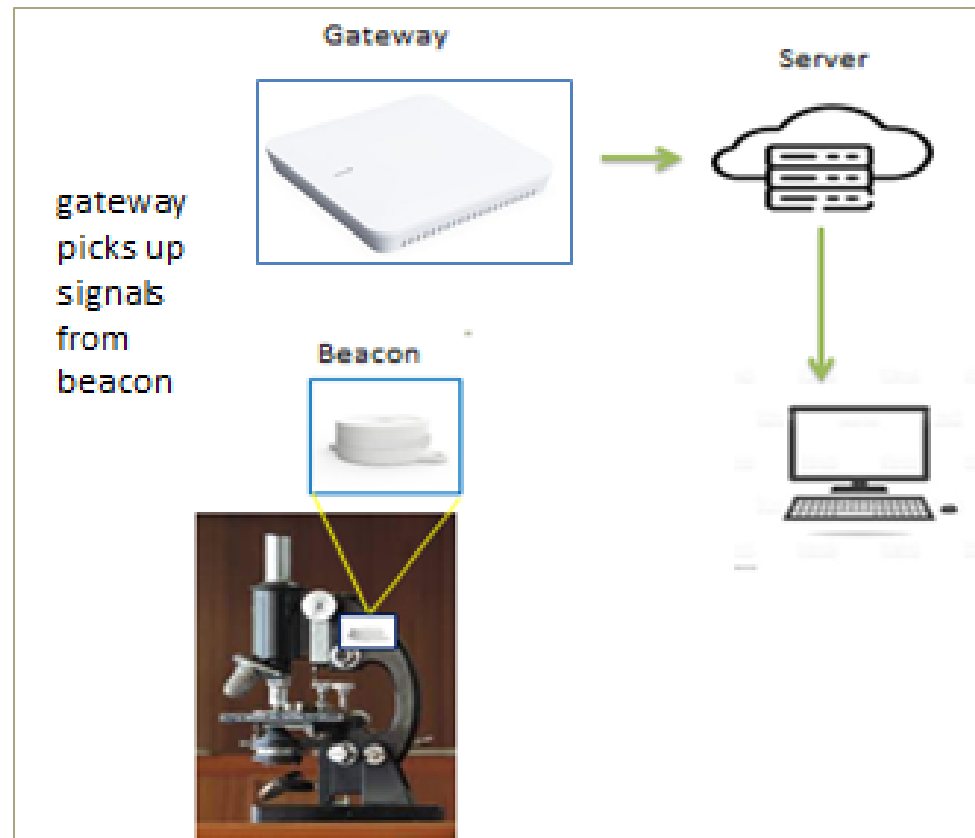 Gateway
Server
gateway
picks up
signals
from
beacon
Beacon